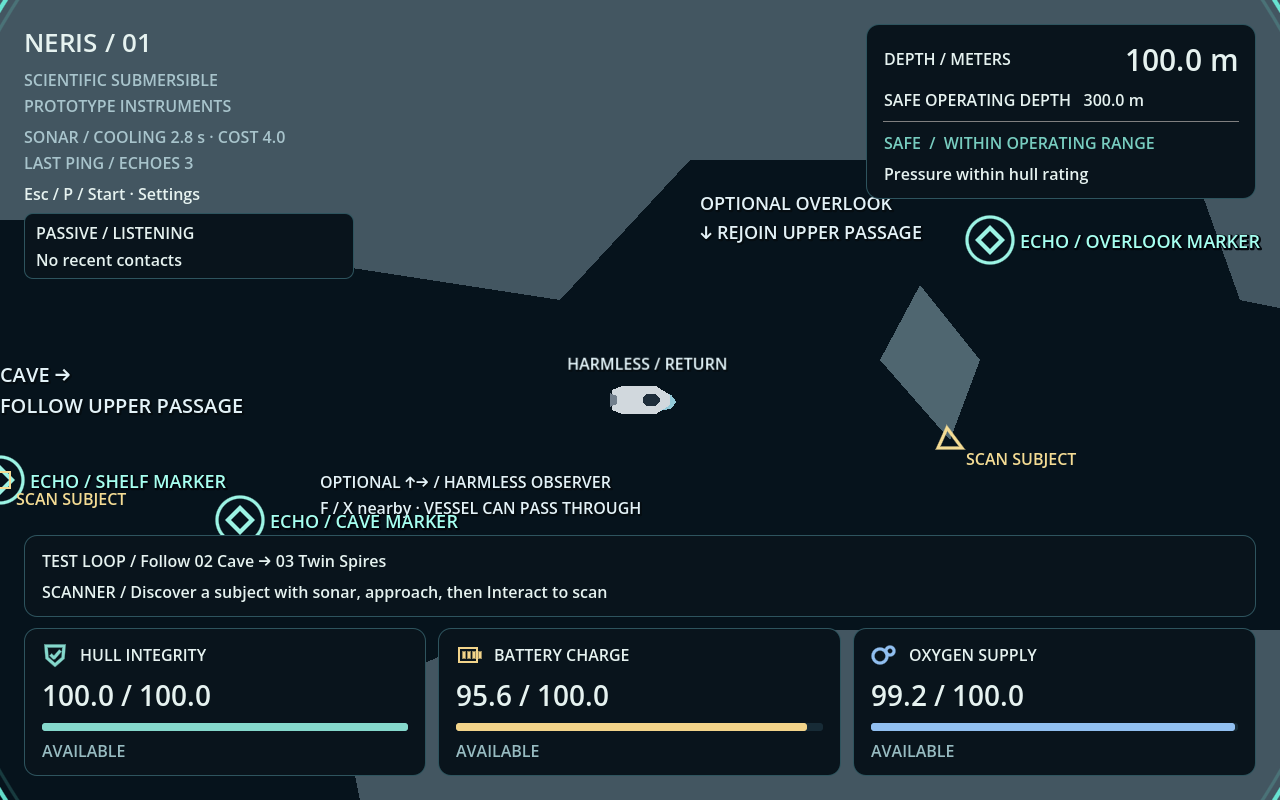 NERIS / 01
SCIENTIFIC SUBMERSIBLE
PROTOTYPE INSTRUMENTS
SONAR / COOLING 2.8 s · COST 4.0
LAST PING / ECHOES 3
Esc / P / Start · Settings
PASSIVE / LISTENING
No recent contacts
DEPTH / METERS 100.0 m
SAFE OPERATING DEPTH 300.0 m
SAFE / WITHIN OPERATING RANGE
Pressure within hull rating
OPTIONAL OVERLOOK
↓ REJOIN UPPER PASSAGE
ECHO / OVERLOOK MARKER
HARMLESS / RETURN
CAVE →
FOLLOW UPPER PASSAGE
SCAN SUBJECT
ECHO / SHELF MARKER
SCAN SUBJECT
OPTIONAL ↑→ / HARMLESS OBSERVER
F / X nearby · VESSEL CAN PASS THROUGH
ECHO / CAVE MARKER
TEST LOOP / Follow 02 Cave → 03 Twin Spires
SCANNER / Discover a subject with sonar, approach, then Interact to scan
HULL INTEGRITY
100.0 / 100.0
AVAILABLE
BATTERY CHARGE
95.6 / 100.0
AVAILABLE
OXYGEN SUPPLY
99.2 / 100.0
AVAILABLE